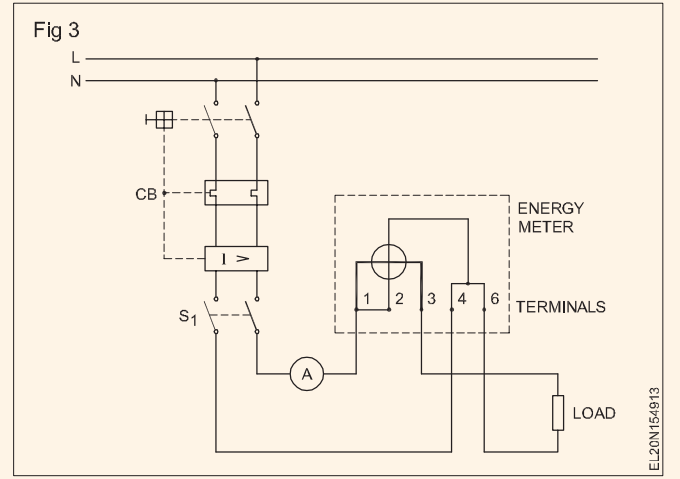 Fig 3
L
N
CB
I >
S1
A
ENERGY
METER
1 2 3 4 6
TERMINALS
LOAD
EL20N154913